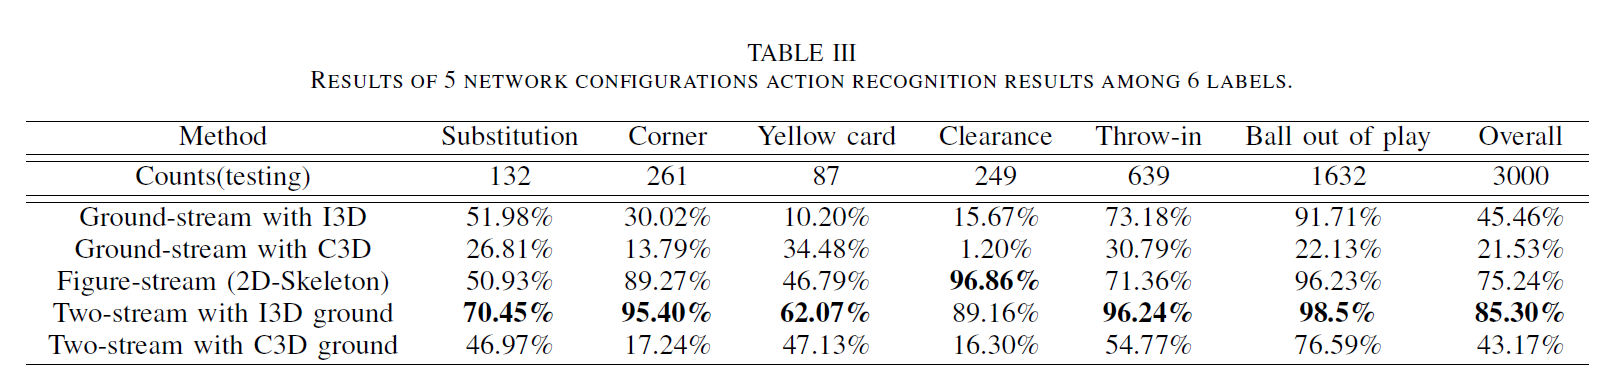 TABLE III
RESULTS OF 5 NETWORK CONFIGURATIONS ACTION RECOGNITION RESULTS AMONG 6 LABELS.
Method Substitution Corner Yellow card Clearance Throw-in Ball out of play Overall
Counts(testing) 132 261 87 249 639 1632 3000
Ground-stream with I3D 51.98% 30.02% 10.20% 15.67% 73.18% 91.71% 45.46%
Ground-stream with C3D 26.81% 13.79% 34.48% 1.20% 30.79% 22.13% 21.53%
Figure-stream (2D-Skeleton) 50.93% 89.27% 46.79% 96.86% 71.36% 96.23% 75.24%
Two-stream with I3D ground 70.45% 95.40% 62.07% 89.16% 96.24% 98.5% 85.30%
Two-stream with C3D ground 46.97% 17.24% 47.13% 16.30% 54.77% 76.59% 43.17%